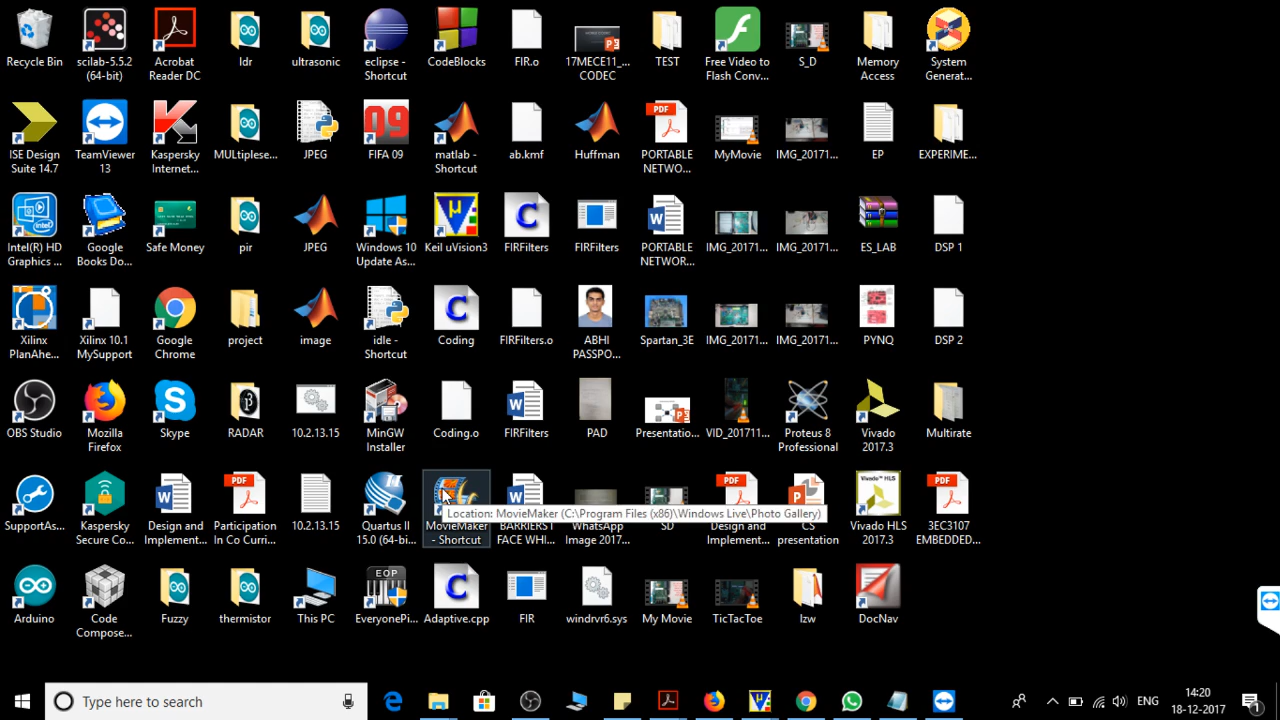 Recycle Bin
scilab-5.5.2
(64-bit)
Acrobat
Reader DC
ldr
ultrasonic
eclipse -
Shortcut
CodeBlocks
FIR.o
17MECE11_...
CODEC
TEST
Free Video to
Flash Conv...
S_D
Memory
Access
System
Generat...
ISE Design
Suite 14.7
TeamViewer
13
Kaspersky
Internet...
MULtiplese...
JPEG
09
FIFA 09
matlab -
Shortcut
ab.kmf
Huffman
PDF
PORTABLE
NETWO...
MyMovie
IMG_20171...
EP
EXPERIME...
intel
Intel(R) HD
Graphics ...
Google
Books Do...
Safe Money
pir
JPEG
Windows 10
Update As...
Keil uVision3
FIRFilters
FIRFilters
PORTABLE
NETWOR...
IMG_20171...
IMG_20171...
ES_LAB
DSP 1
Xilinx
PlanAhe...
Xilinx 10.1
MySupport
Google
Chrome
project
image
idle -
Shortcut
Coding
FIRFilters.o
ABHI
PASSPO...
Spartan_3E
IMG_20171...
IMG_20171...
PYNQ
DSP 2
OBS Studio
Mozilla
Firefox
Skype
RADAR
10.2.13.15
MinGW
Installer
Coding.o
FIRFilters
PAD
Presentatio...
VID_201711...
Proteus 8
Professional
Vivado
2017.3
Multirate
SupportAs...
Kaspersky
Secure Co...
Design and
Implement...
PDF
Participation
In Co Curri...
10.2.13.15
Quartus II
15.0 (64-bi...
MovieMaker
- Shortcut
Location: MovieMaker (C:\Program Files (x86)\Windows Live\Photo Gallery)
BARRIERS I
FACE WHI...
WhatsApp
Image 2017...
SD
PDF
Design and
Implement...
CS
presentation
Vivado HLS
Vivado HLS
2017.3
PDF
3EC3107
EMBEDDED...
Arduino
Code
Compose...
Fuzzy
thermistor
This PC
EOP
EveryonePi...
Adaptive.cpp
FIR
windrvr6.sys
My Movie
TicTacToe
lzw
DocNav
Type here to search
ENG
14:20
18-12-2017
1